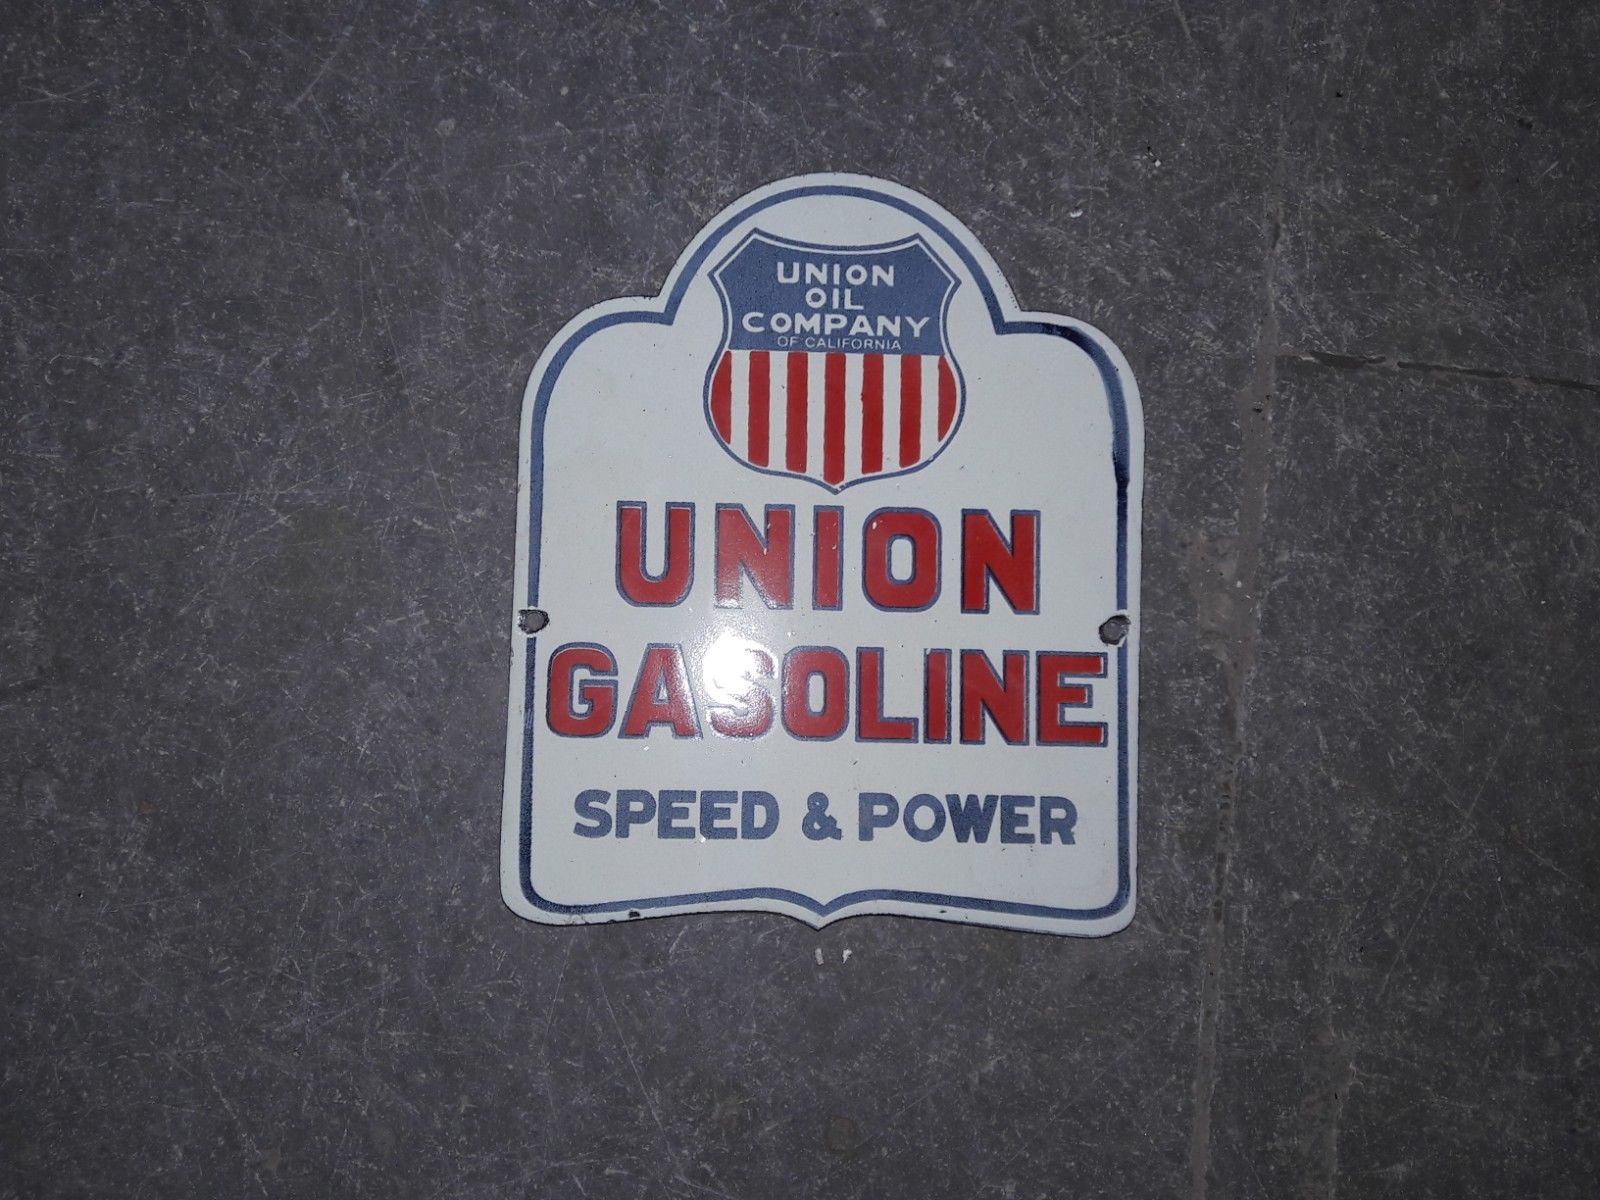 UNION
OIL
COMPANY
OF CALIFORNIA
UNION
GASOLINE
SPEED & POWER